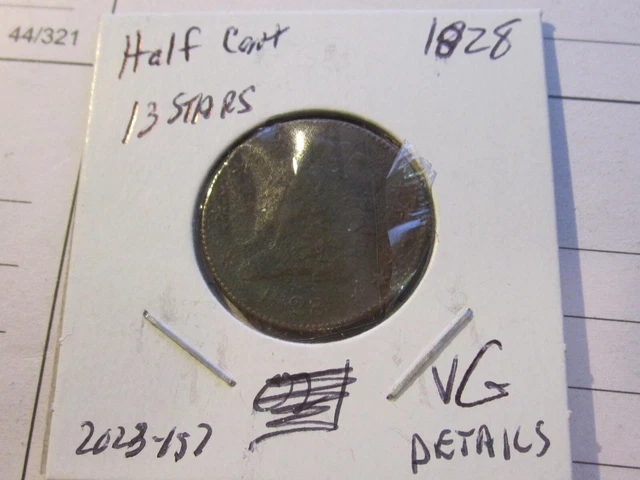 44/321
Half Cent 1828
13 STARS
VG
2023-157 DETAILS